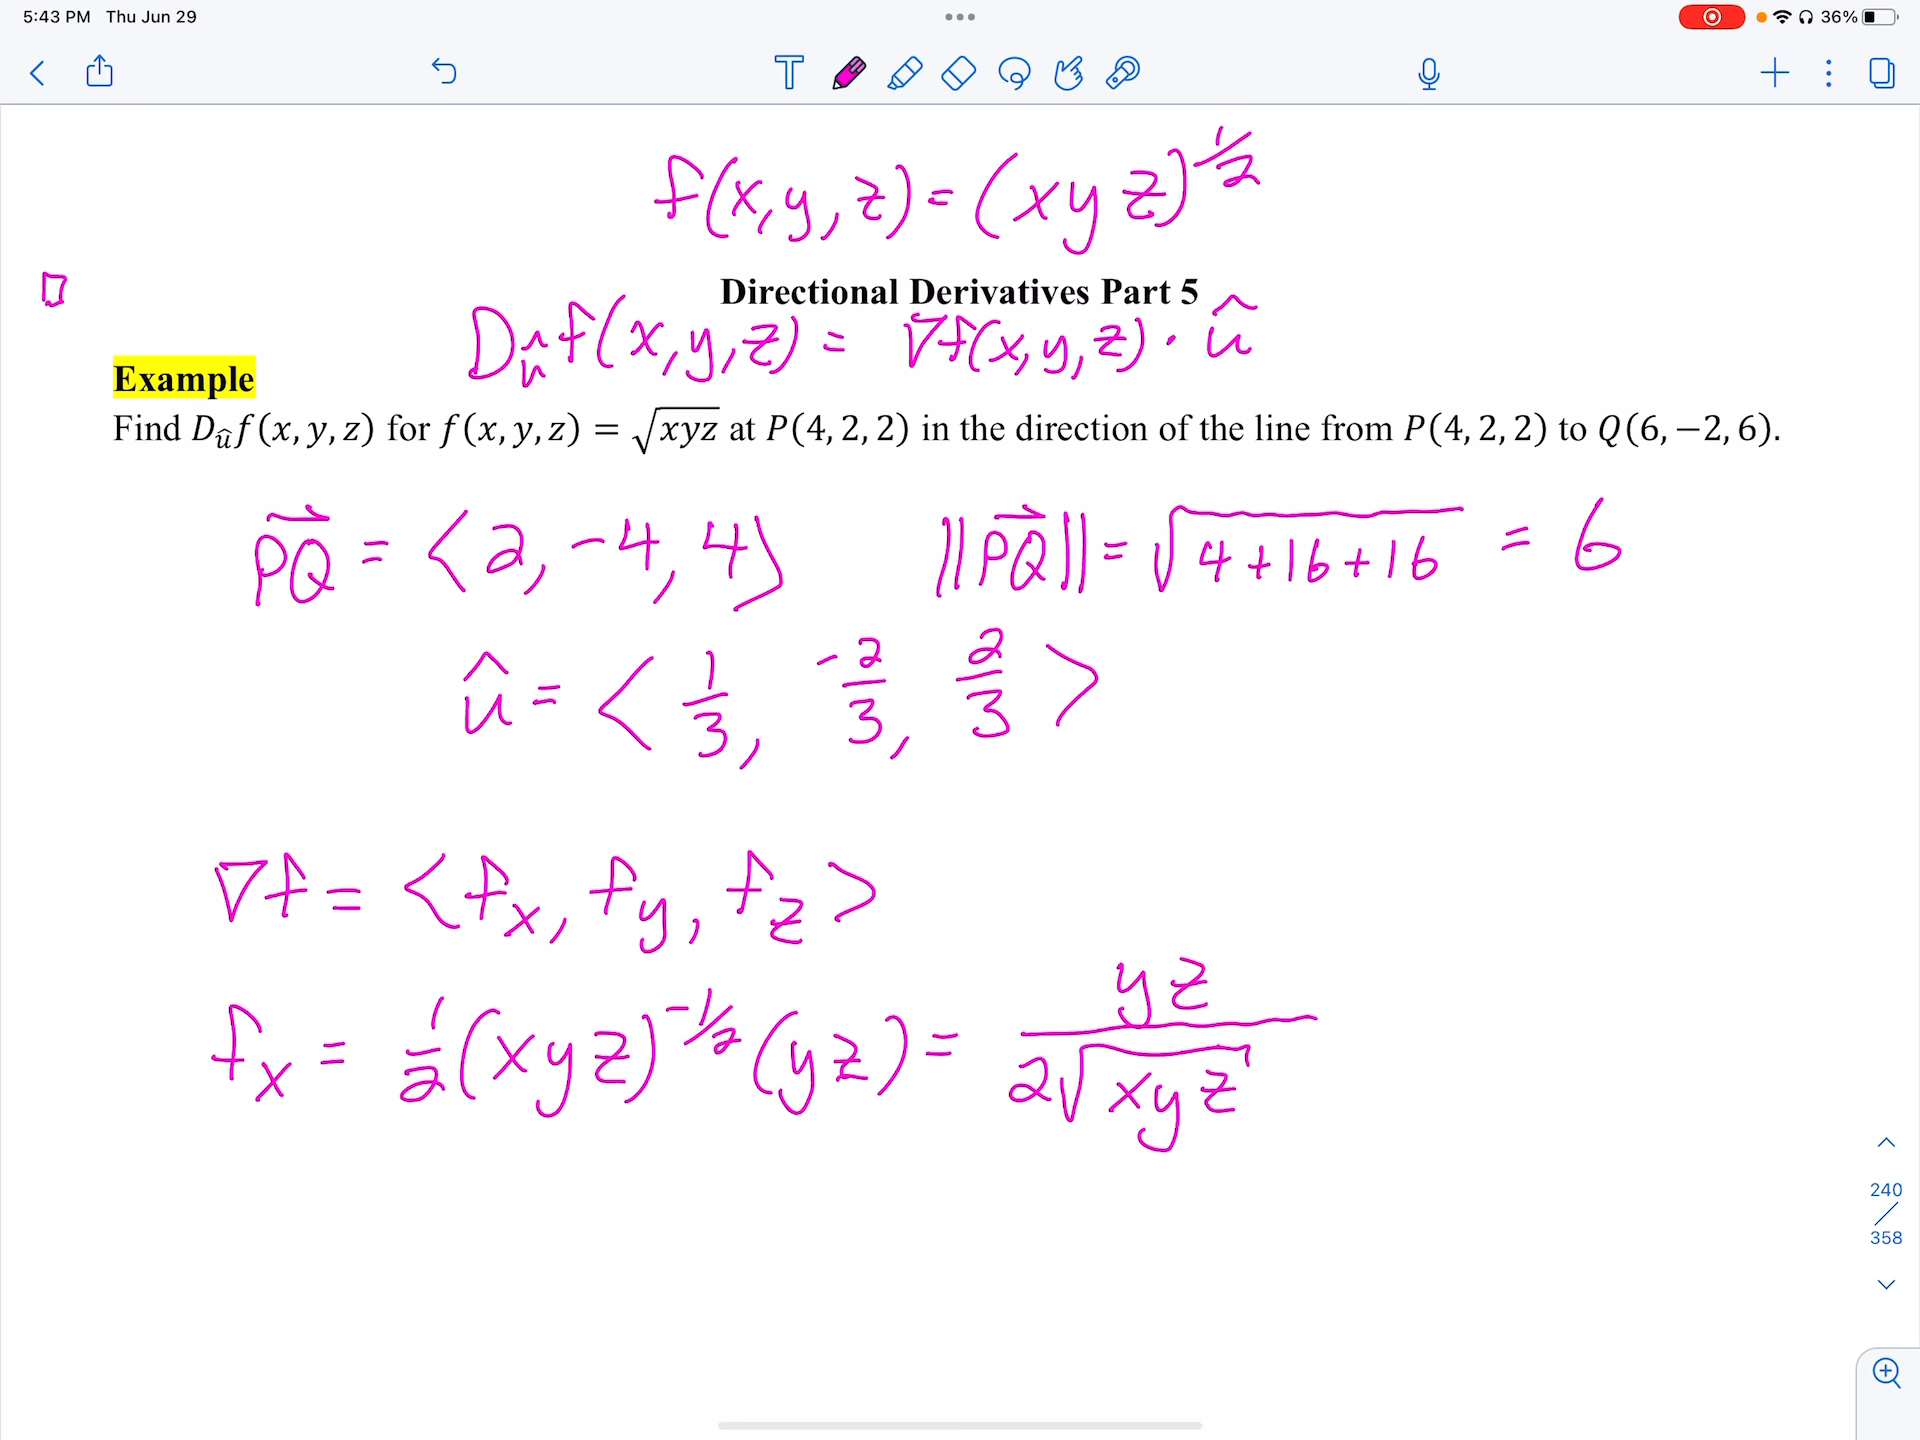 5:43 PM Thu Jun 29
36%
T
f(x,y,z)=(xyz)^1/2
Directional Derivatives Part 5
D_û f(x,y,z) = ∇f(x,y,z)·û
Example
Find D_û f(x, y, z) for f(x, y, z) = √xyz at P(4, 2, 2) in the direction of the line from P(4, 2, 2) to Q(6, −2, 6).
PQ⃗ = ⟨2, -4, 4⟩ ||PQ⃗|| = √4+16+16 = 6
û = ⟨1/3, -2/3, 2/3⟩
∇f = ⟨f_x, f_y, f_z⟩
f_x = 1/2(xyz)^-1/2(yz) = yz/2√xyz
240
/
358